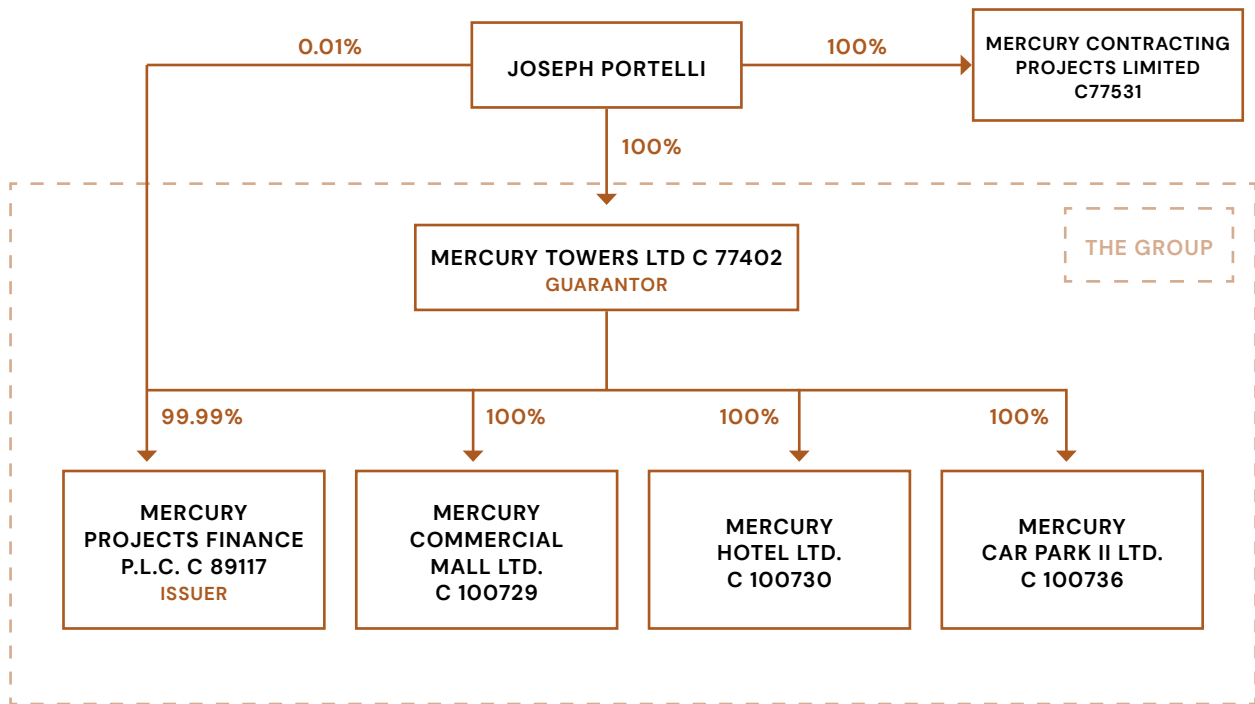 0.01%
JOSEPH PORTELLI
100%
MERCURY CONTRACTING
PROJECTS LIMITED
C77531
100%
THE GROUP
MERCURY TOWERS LTD C 77402
GUARANTOR
99.99%
100%
100%
100%
MERCURY
PROJECTS FINANCE
P.L.C. C 89117
ISSUER
MERCURY
COMMERCIAL
MALL LTD.
C 100729
MERCURY
HOTEL LTD.
C 100730
MERCURY
CAR PARK II LTD.
C 100736